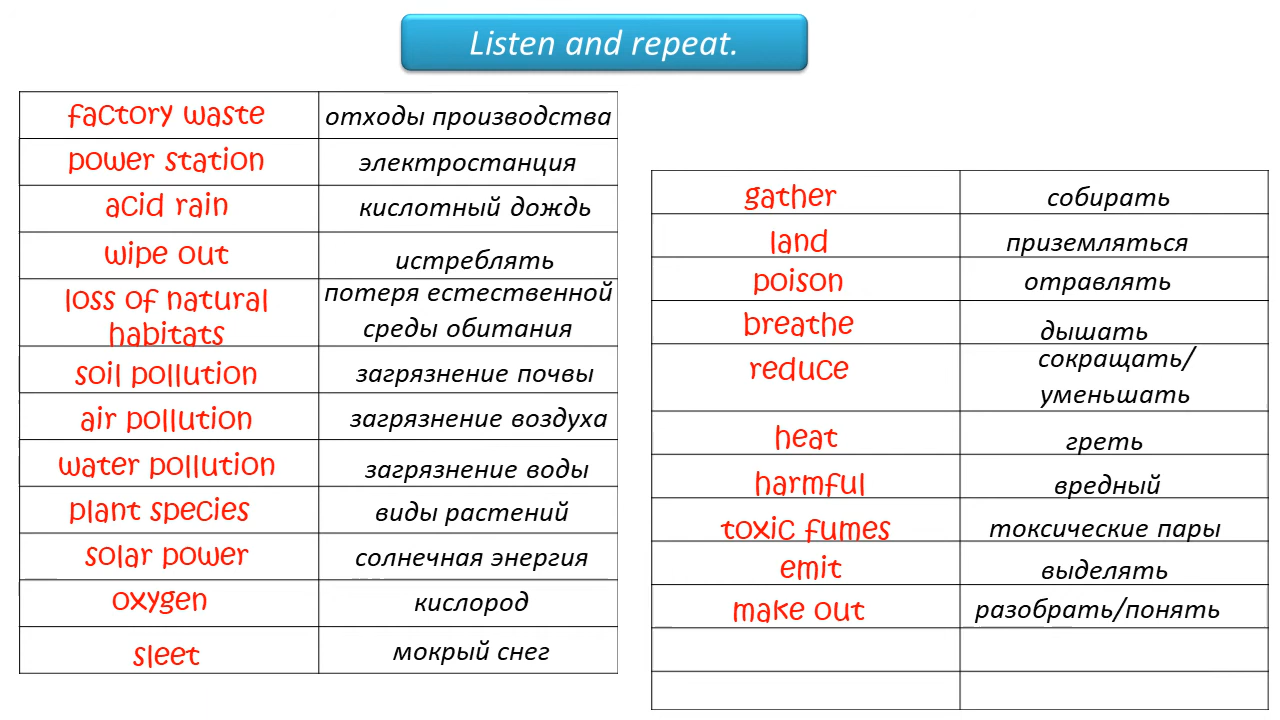 Listen and repeat.
factory waste отходы производства
power station электростанция
acid rain кислотный дождь
wipe out истреблять
loss of natural потеря естественной
habitats среды обитания
soil pollution загрязнение почвы
air pollution загрязнение воздуха
water pollution загрязнение воды
plant species виды растений
solar power солнечная энергия
oxygen кислород
sleet мокрый снег
gather собирать
land приземляться
poison отравлять
breathe дышать
reduce сокращать/
уменьшать
heat греть
harmful вредный
toxic fumes токсические пары
emit выделять
make out разобрать/понять